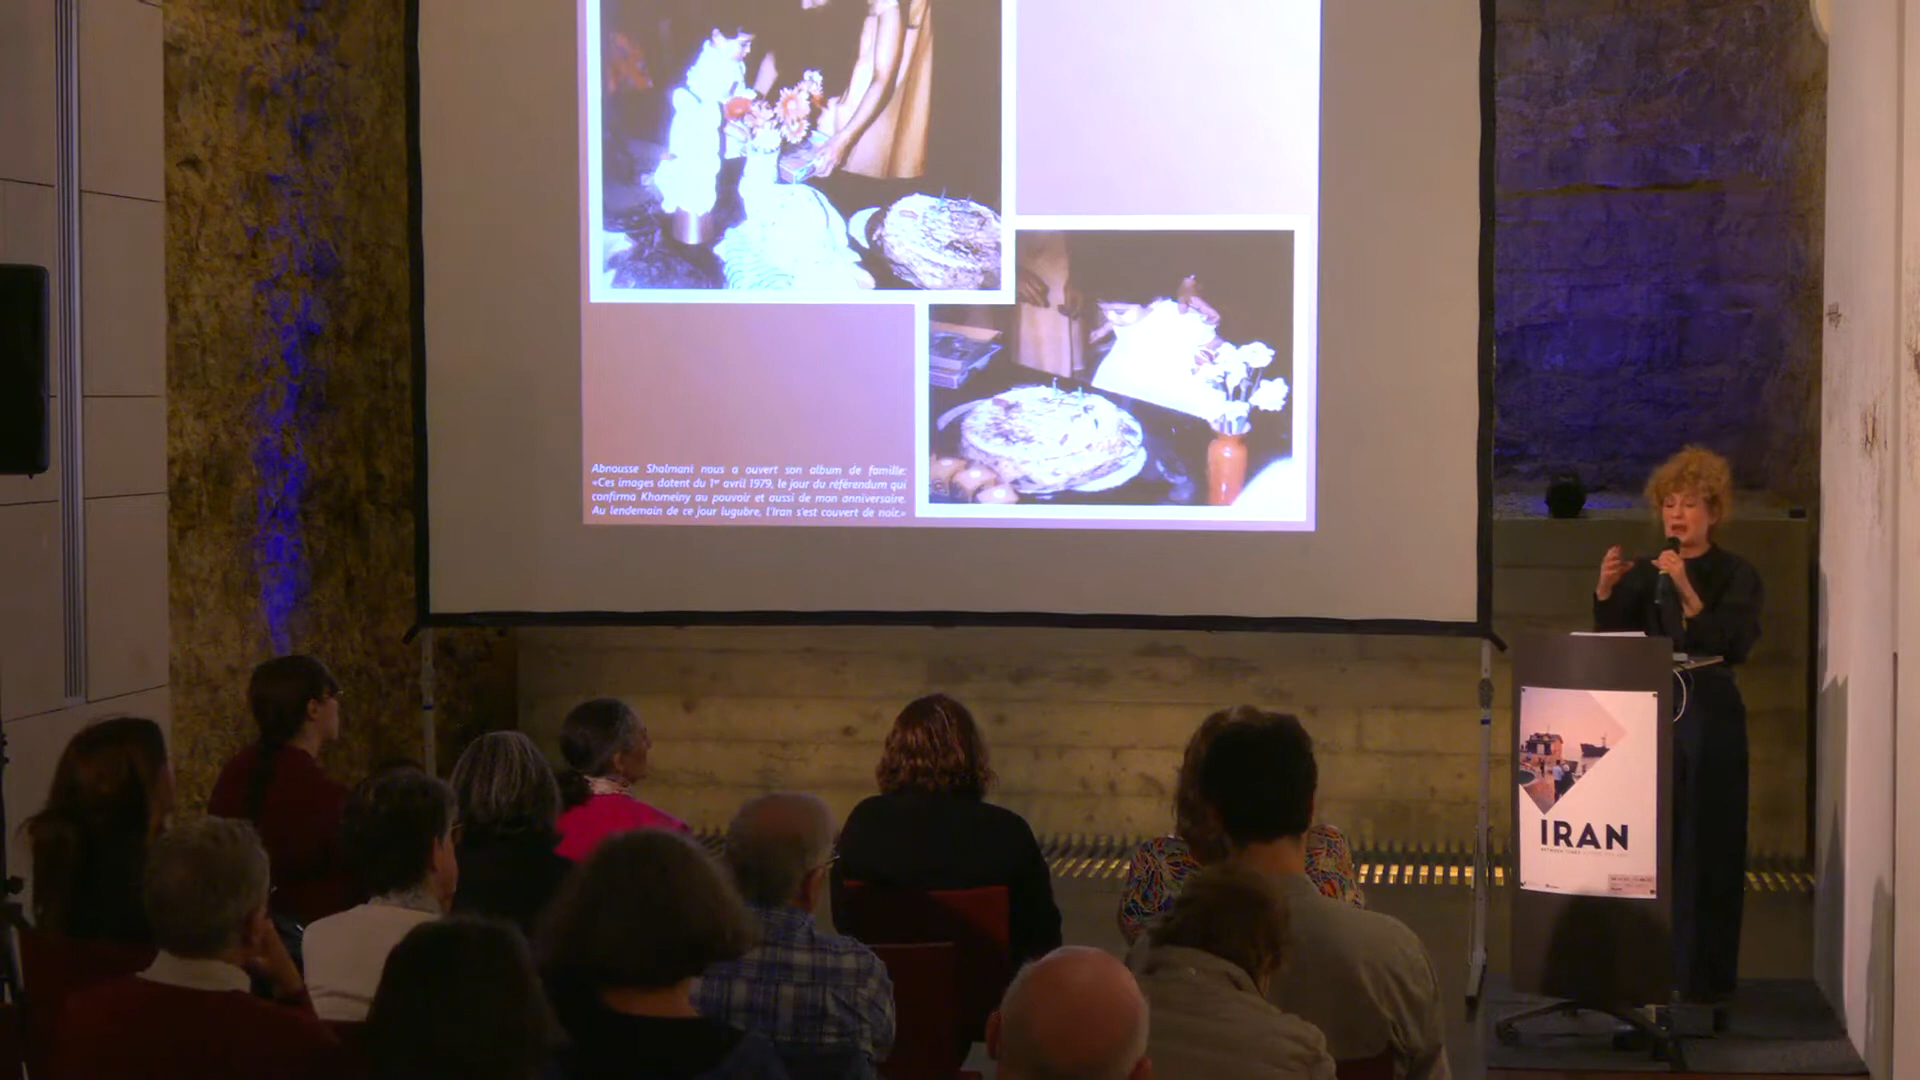 Abnousse Shalmani nous a ouvert son album de famille:
«Ces images datent du 1er avril 1979, le jour du référendum qui
confirma Khomeiny au pouvoir et aussi de mon anniversaire.
Au lendemain de ce jour lugubre, l'Iran s'est couvert de noir.»
IRAN
BETWEEN TIMES